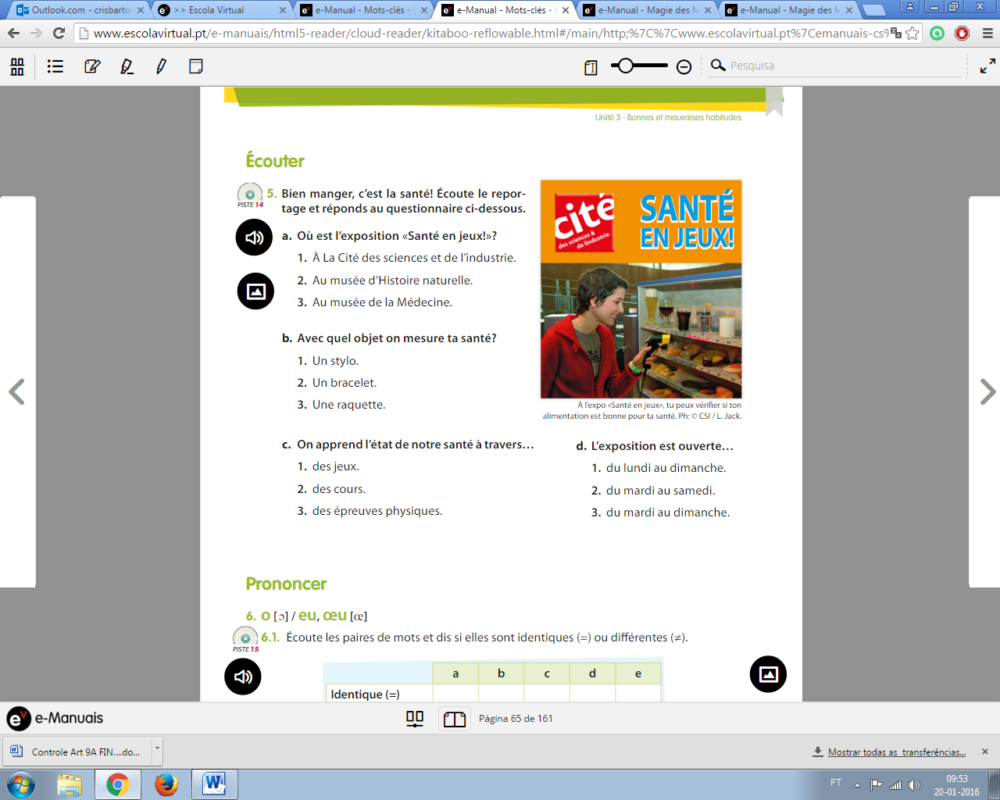 Outlook.com - crisbarto
>> Escola Virtual
e-Manual - Mots-clés -
e-Manual - Mots-clés -
e-Manual - Magie des M
e-Manual - Magie des M
www.escolavirtual.pt/e-manuais/html5-reader/cloud-reader/kitaboo-reflowable.html#/main/http;%7C%7Cwww.escolavirtual.pt%7Cemanuais-cs9
Pesquisa
Unité 3 · Bonnes et mauvaises habitudes
Écouter
PISTE 14
5. Bien manger, c’est la santé! Écoute le repor-
tage et réponds au questionnaire ci-dessous.
a. Où est l’exposition «Santé en jeux!»?
1. À La Cité des sciences et de l’industrie.
2. Au musée d’Histoire naturelle.
3. Au musée de la Médecine.
b. Avec quel objet on mesure ta santé?
1. Un stylo.
2. Un bracelet.
3. Une raquette.
cité
des sciences &
de lindustrie
SANTÉ
EN JEUX!
À l’expo «Santé en jeux», tu peux vérifier si ton
alimentation est bonne pour ta santé. Ph: © CSI / L. Jack.
c. On apprend l’état de notre santé à travers…
1. des jeux.
2. des cours.
3. des épreuves physiques.
d. L’exposition est ouverte…
1. du lundi au dimanche.
2. du mardi au samedi.
3. du mardi au dimanche.
Prononcer
6. o [ɔ] / eu, œu [œ]
PISTE 15
6.1. Écoute les paires de mots et dis si elles sont identiques (=) ou différentes (≠).
a b c d e
Identique (=)
e-Manuais
Página 65 de 161
Controle Art 9A FIN....do...
Mostrar todas as transferências...
PT
09:53
20-01-2016